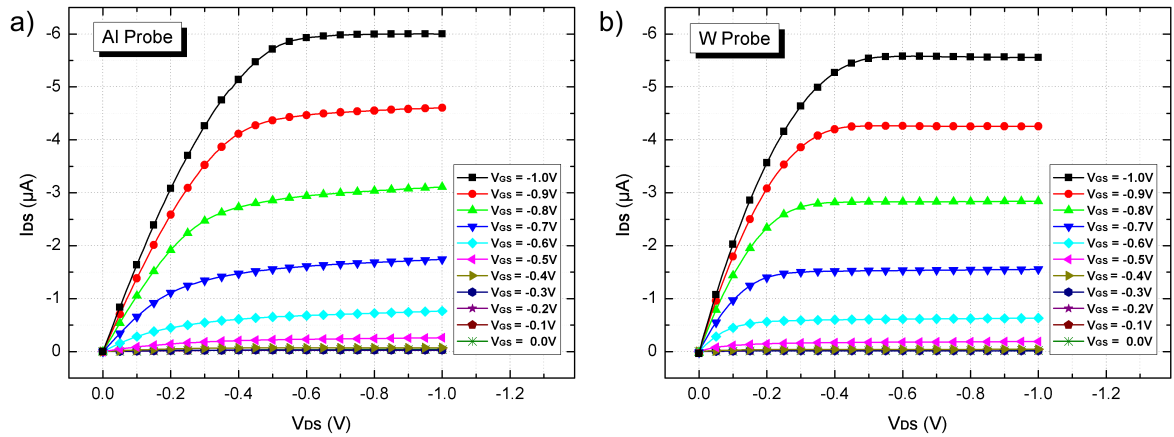 a)
Al Probe
-6
-5
-4
-3
-2
-1
0
IDS (µA)
0.0 -0.2 -0.4 -0.6 -0.8 -1.0 -1.2
VDS (V)
VGS = -1.0V
VGS = -0.9V
VGS = -0.8V
VGS = -0.7V
VGS = -0.6V
VGS = -0.5V
VGS = -0.4V
VGS = -0.3V
VGS = -0.2V
VGS = -0.1V
VGS = 0.0V
b)
W Probe
-6
-5
-4
-3
-2
-1
0
IDS (µA)
0.0 -0.2 -0.4 -0.6 -0.8 -1.0 -1.2
VDS (V)
VGS = -1.0V
VGS = -0.9V
VGS = -0.8V
VGS = -0.7V
VGS = -0.6V
VGS = -0.5V
VGS = -0.4V
VGS = -0.3V
VGS = -0.2V
VGS = -0.1V
VGS = 0.0V